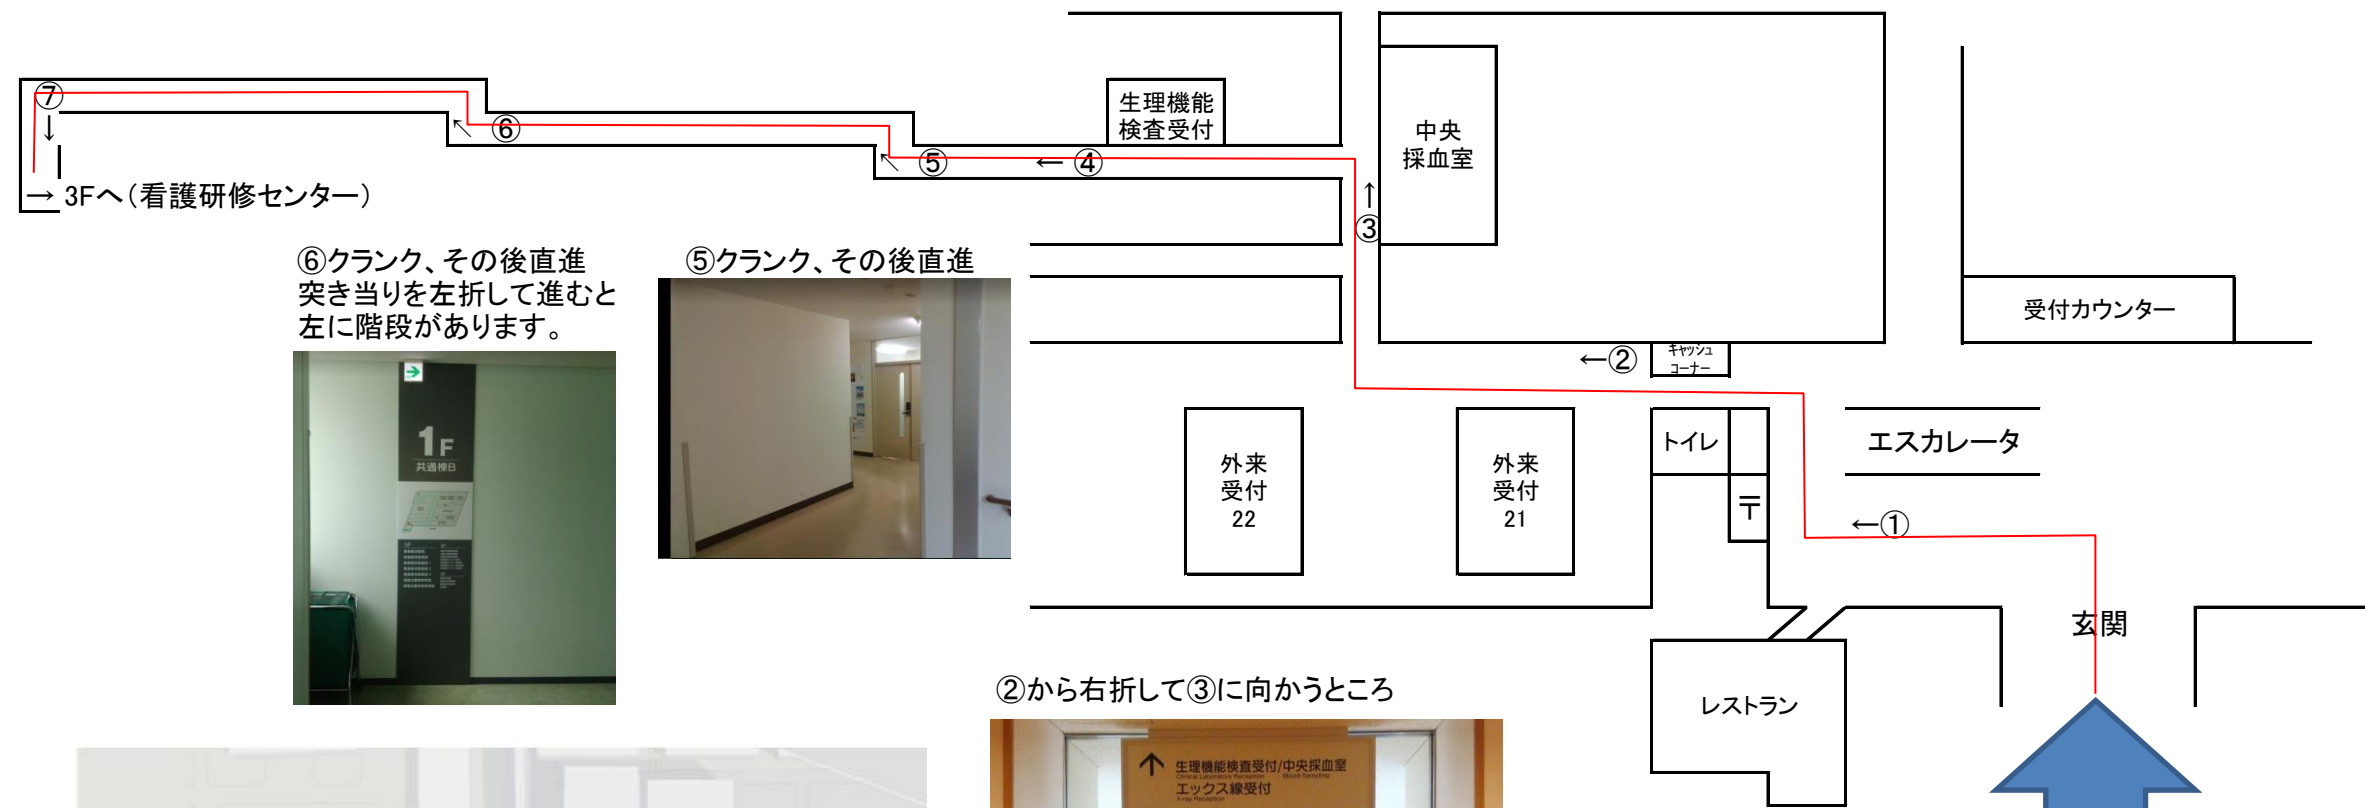 生理機能
検査受付
中央
採血室
⑦
↓
↖ ⑥
↖ ⑤
← ④
↑
③
→ 3Fへ（看護研修センター）
受付カウンター
←②
キャッシュ
コーナー
トイレ
エスカレータ
外来
受付
22
外来
受付
21
〒
←①
玄関
レストラン
⑥クランク、その後直進
突き当りを左折して進むと
左に階段があります。
⑤クランク、その後直進
1F
共通棟B
②から右折して③に向かうところ
↑ 生理機能検査受付/中央採血室
Clinical Laboratory Reception Blood Sampling
エックス線受付
X-ray Reception